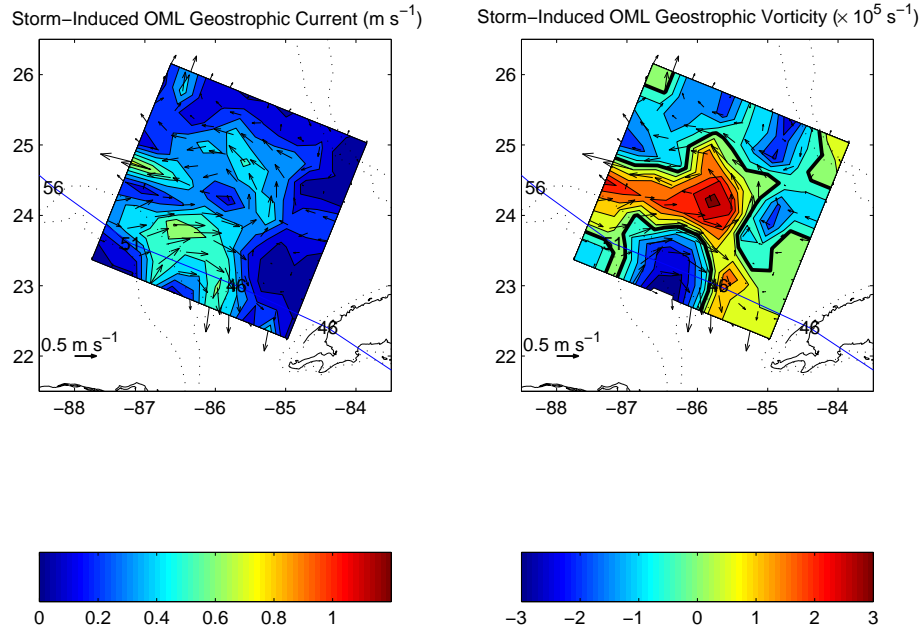 Storm−Induced OML Geostrophic Current (m s⁻¹)
26
25
24
23
22
56
51
46
46
0.5 m s⁻¹
−88 −87 −86 −85 −84
0 0.2 0.4 0.6 0.8 1
Storm−Induced OML Geostrophic Vorticity (× 10⁵ s⁻¹)
26
25
24
23
22
56
51
46
46
0.5 m s⁻¹
−88 −87 −86 −85 −84
−3 −2 −1 0 1 2 3